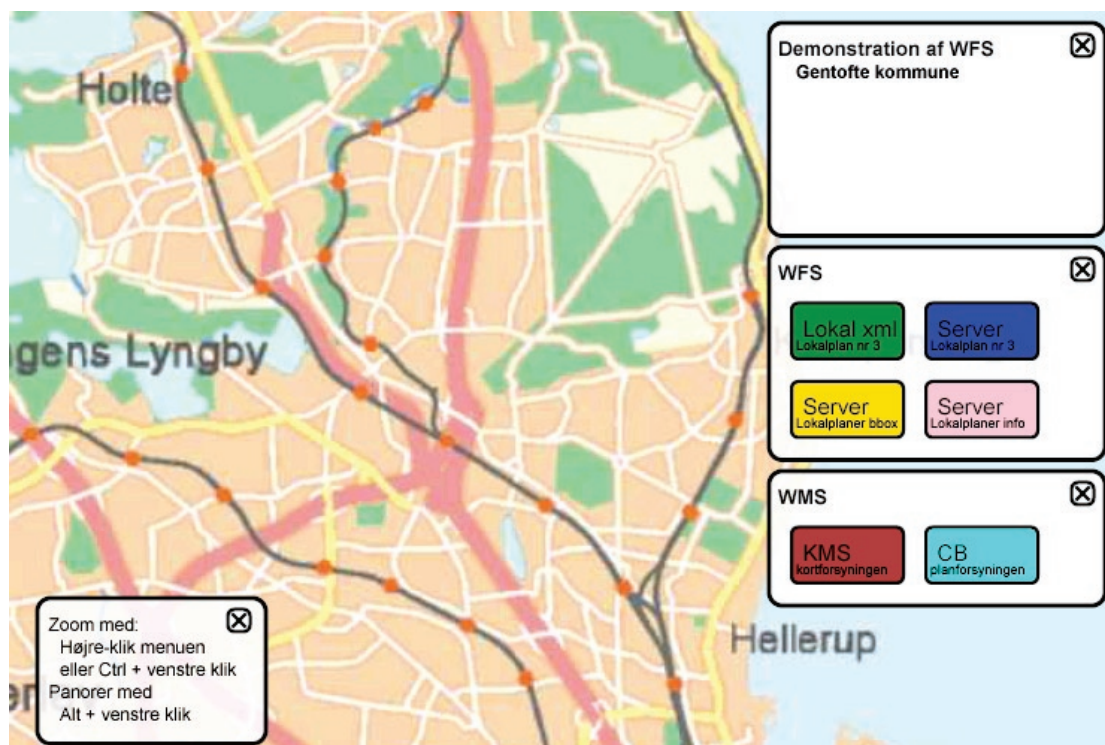 Holte
gens Lyngby
Hellerup
Demonstration af WFS
Gentofte kommune
WFS
Lokal xml
Lokalplan nr 3
Server
Lokalplan nr 3
Server
Lokalplaner bbox
Server
Lokalplaner info
WMS
KMS
kortforsyningen
CB
planforsyningen
Zoom med:
Højre-klik menuen
eller Ctrl + venstre klik
Panorer med
Alt + venstre klik